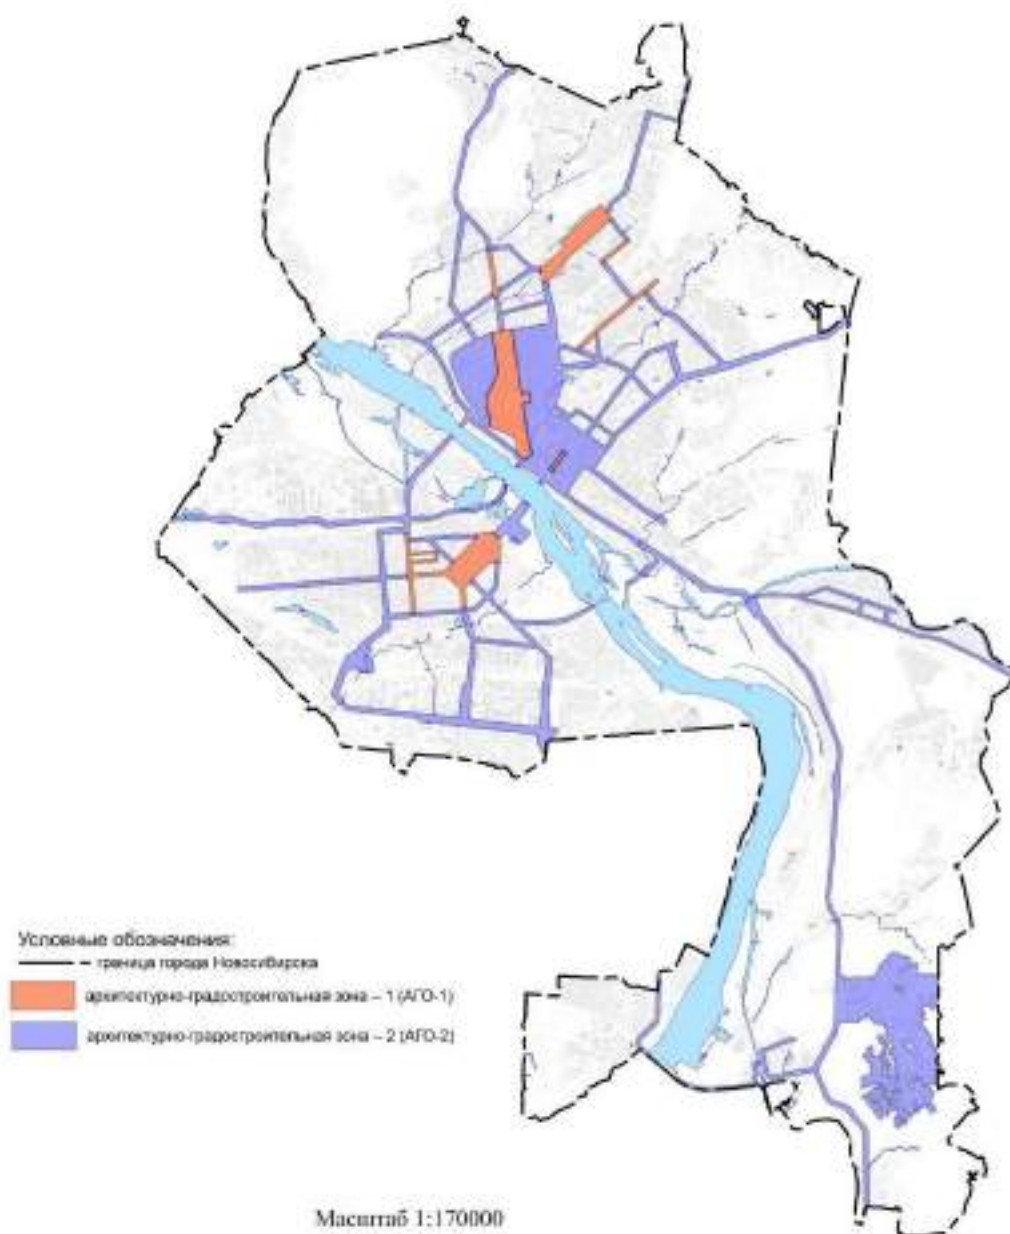 Условные обозначения:
граница города Новосибирска
архитектурно-градостроительная зона – 1 (АГО-1)
архитектурно-градостроительная зона – 2 (АГО-2)
Масштаб 1:170000